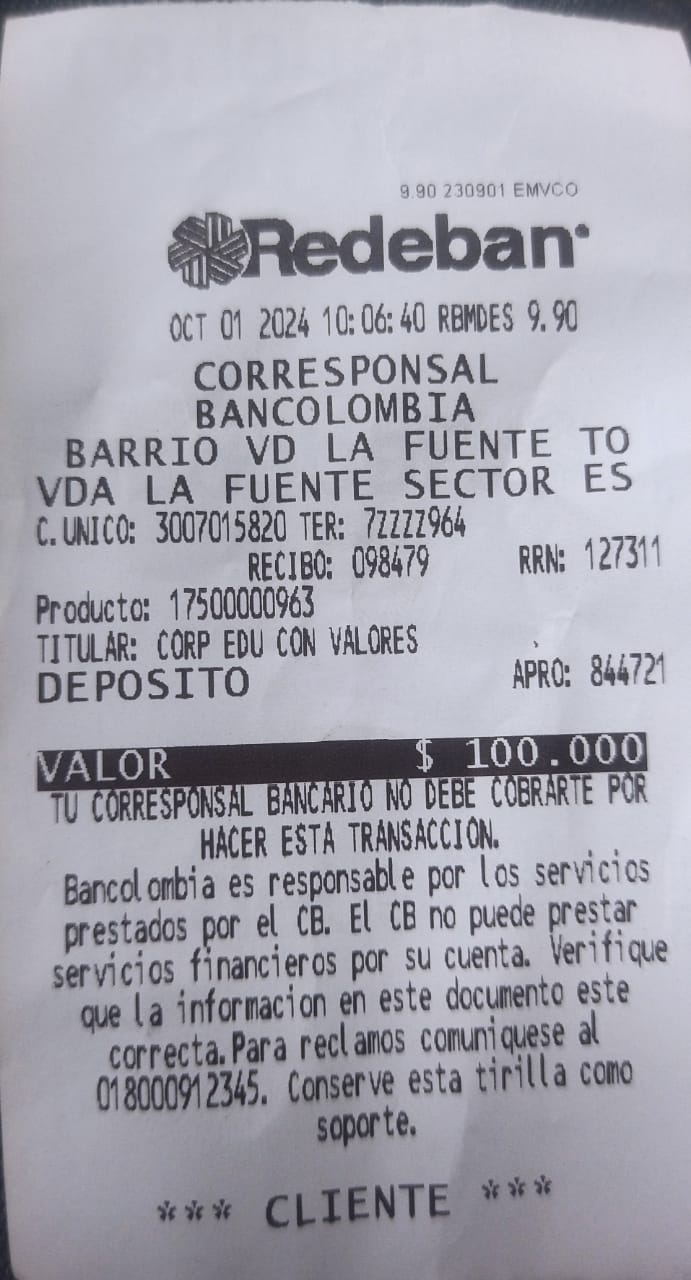 9.90 230901 EMVCO
Redeban
OCT 01 2024 10:06:40 RBMDES 9.90
CORRESPONSAL
BANCOLOMBIA
BARRIO VD LA FUENTE TO
VDA LA FUENTE SECTOR ES
C.UNICO: 3007015820 TER: 7ZZZZ964
RECIBO: 098479 RRN: 127311
Producto: 17500000963
TITULAR: CORP EDU CON VALORES
DEPOSITO APRO: 844721
VALOR $ 100.000
TU CORRESPONSAL BANCARIO NO DEBE COBRARTE POR
HACER ESTA TRANSACCION.
Bancolombia es responsable por los servicios
prestados por el CB. El CB no puede prestar
servicios financieros por su cuenta. Verifique
que la informacion en este documento este
correcta.Para reclamos comuniquese al
018000912345. Conserve esta tirilla como
soporte.
*** CLIENTE ***